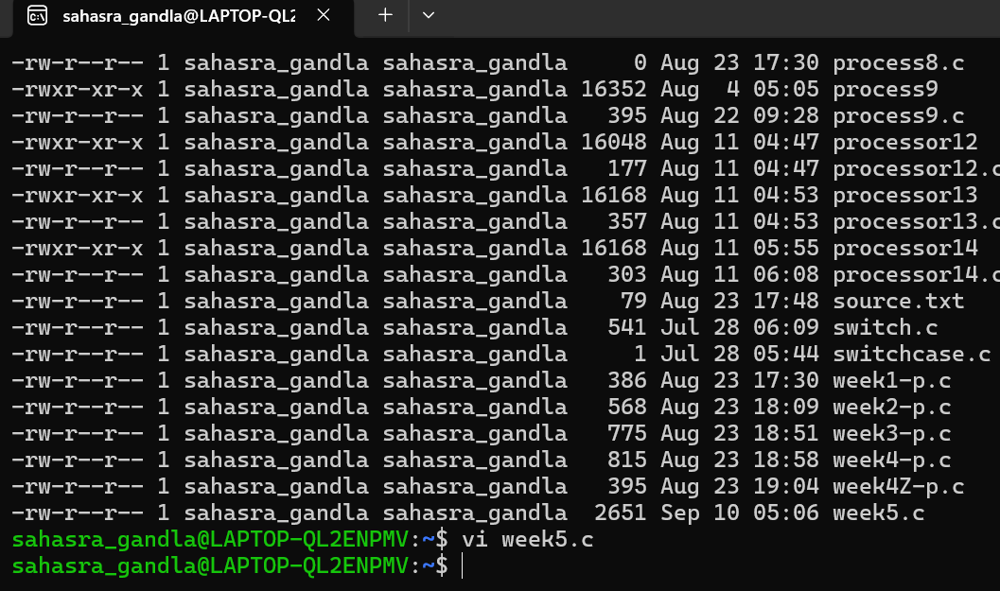 sahasra_gandla@LAPTOP-QL2
-rw-r--r-- 1 sahasra_gandla sahasra_gandla     0 Aug 23 17:30 process8.c
-rwxr-xr-x 1 sahasra_gandla sahasra_gandla 16352 Aug  4 05:05 process9
-rw-r--r-- 1 sahasra_gandla sahasra_gandla   395 Aug 22 09:28 process9.c
-rwxr-xr-x 1 sahasra_gandla sahasra_gandla 16048 Aug 11 04:47 processor12
-rw-r--r-- 1 sahasra_gandla sahasra_gandla   177 Aug 11 04:47 processor12.c
-rwxr-xr-x 1 sahasra_gandla sahasra_gandla 16168 Aug 11 04:53 processor13
-rw-r--r-- 1 sahasra_gandla sahasra_gandla   357 Aug 11 04:53 processor13.c
-rwxr-xr-x 1 sahasra_gandla sahasra_gandla 16168 Aug 11 05:55 processor14
-rw-r--r-- 1 sahasra_gandla sahasra_gandla   303 Aug 11 06:08 processor14.c
-rw-r--r-- 1 sahasra_gandla sahasra_gandla    79 Aug 23 17:48 source.txt
-rw-r--r-- 1 sahasra_gandla sahasra_gandla   541 Jul 28 06:09 switch.c
-rw-r--r-- 1 sahasra_gandla sahasra_gandla     1 Jul 28 05:44 switchcase.c
-rw-r--r-- 1 sahasra_gandla sahasra_gandla   386 Aug 23 17:30 week1-p.c
-rw-r--r-- 1 sahasra_gandla sahasra_gandla   568 Aug 23 18:09 week2-p.c
-rw-r--r-- 1 sahasra_gandla sahasra_gandla   775 Aug 23 18:51 week3-p.c
-rw-r--r-- 1 sahasra_gandla sahasra_gandla   815 Aug 23 18:58 week4-p.c
-rw-r--r-- 1 sahasra_gandla sahasra_gandla   395 Aug 23 19:04 week4Z-p.c
-rw-r--r-- 1 sahasra_gandla sahasra_gandla  2651 Sep 10 05:06 week5.c
sahasra_gandla@LAPTOP-QL2ENPMV:~$ vi week5.c
sahasra_gandla@LAPTOP-QL2ENPMV:~$